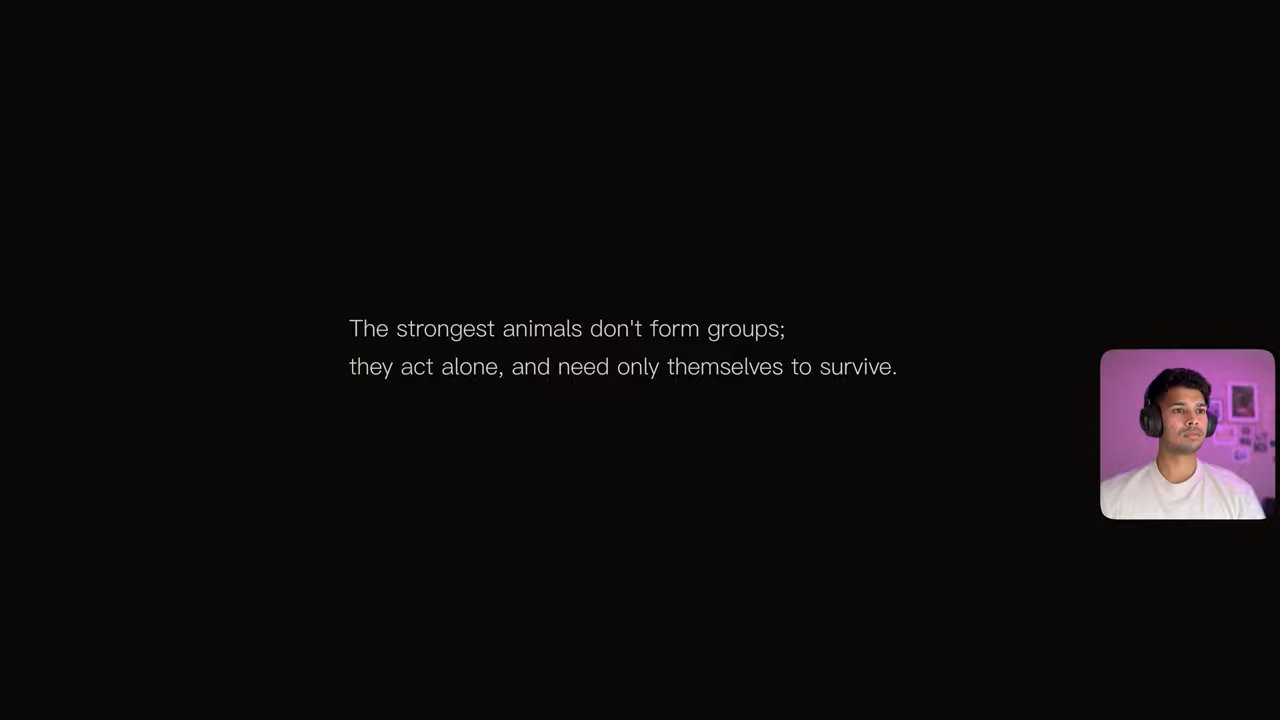 The strongest animals don't form groups;
they act alone, and need only themselves to survive.